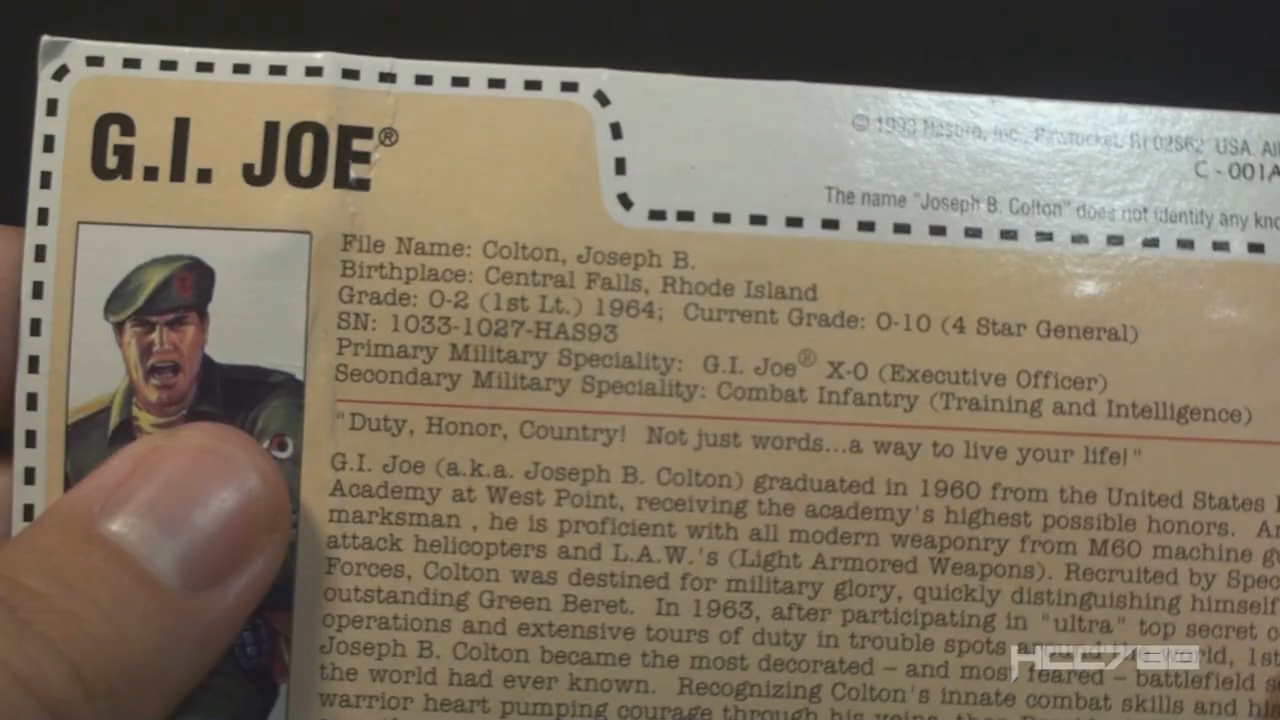 G.I. JOE®
© 1993 Hasbro, Inc., Pawtucket, RI 02862 USA. All
C - 001A
The name "Joseph B. Colton" does not identify any
File Name: Colton, Joseph B.
Birthplace: Central Falls, Rhode Island
Grade: O-2 (1st Lt.) 1964; Current Grade: O-10 (4 Star General)
SN: 1033-1027-HAS93
Primary Military Speciality: G.I. Joe® X-O (Executive Officer)
Secondary Military Speciality: Combat Infantry (Training and Intelligence)
"Duty, Honor, Country! Not just words...a way to live your life!"
G.I. Joe (a.k.a. Joseph B. Colton) graduated in 1960 from the United States
Academy at West Point, receiving the academy's highest possible honors.
marksman , he is proficient with all modern weaponry from M60 machine
attack helicopters and L.A.W.'s (Light Armored Weapons). Recruited by
Forces, Colton was destined for military glory, quickly distinguishing himself
outstanding Green Beret. In 1963, after participating in "ultra" top secret
operations and extensive tours of duty in trouble spots around the world, 1st
Joseph B. Colton became the most decorated – and most feared – battlefield
the world had ever known. Recognizing Colton's innate combat skills and his
warrior heart pumping courage through his veins, then
HCC788